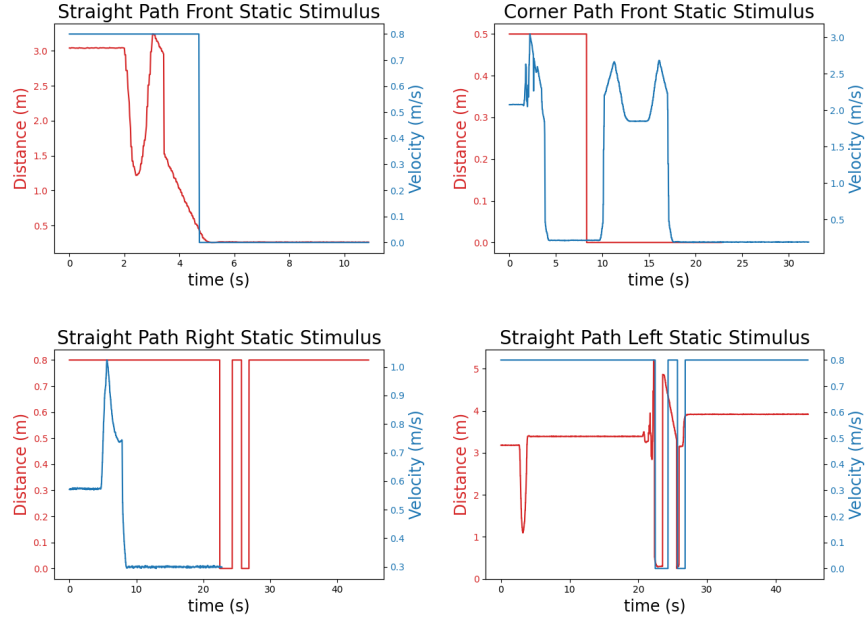 Straight Path Front Static Stimulus
Distance (m)
3.0
2.5
2.0
1.5
1.0
0.5
0.8
0.7
0.6
0.5
0.4
0.3
0.2
0.1
0.0
Velocity (m/s)
0 2 4 6 8 10
time (s)
Corner Path Front Static Stimulus
Distance (m)
0.5
0.4
0.3
0.2
0.1
0.0
3.0
2.5
2.0
1.5
1.0
0.5
Velocity (m/s)
0 5 10 15 20 25 30
time (s)
Straight Path Right Static Stimulus
Distance (m)
0.8
0.7
0.6
0.5
0.4
0.3
0.2
0.1
0.0
1.0
0.9
0.8
0.7
0.6
0.5
0.4
0.3
Velocity (m/s)
0 10 20 30 40
time (s)
Straight Path Left Static Stimulus
Distance (m)
5
4
3
2
1
0
0.8
0.7
0.6
0.5
0.4
0.3
0.2
0.1
0.0
Velocity (m/s)
0 10 20 30 40
time (s)